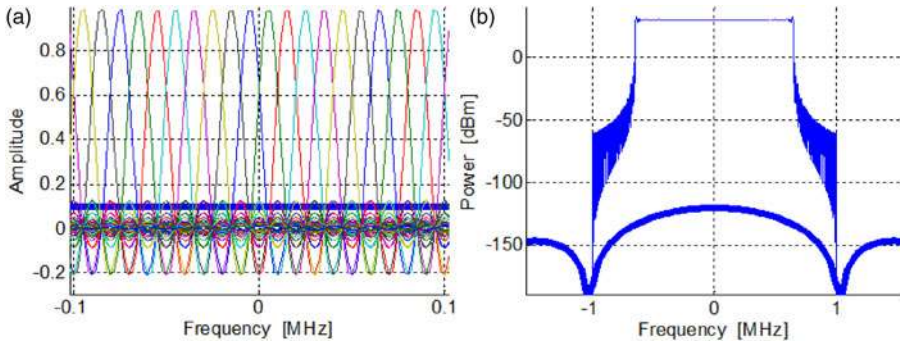 (a)
0.8
0.6
0.4
0.2
0
-0.2
Amplitude
-0.1
0
0.1
Frequency [MHz]
(b)
0
-50
-100
-150
Power [dBm]
-1
0
1
Frequency [MHz]